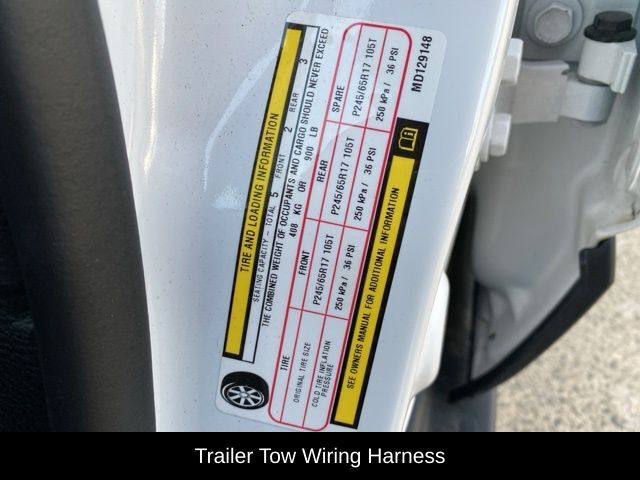 TIRE AND LOADING INFORMATION
SEATING CAPACITY - TOTAL 5 FRONT 2 REAR 3
THE COMBINED WEIGHT OF OCCUPANTS AND CARGO SHOULD NEVER EXCEED
408 KG OR 900 LB
TIRE FRONT REAR SPARE
ORIGINAL TIRE SIZE P245/65R17 105T P245/65R17 105T P245/65R17 105T
COLD TIRE INFLATION
PRESSURE 250 kPa / 36 PSI 250 kPa / 36 PSI 250 kPa / 36 PSI
SEE OWNERS MANUAL FOR ADDITIONAL INFORMATION
MD129148
Trailer Tow Wiring Harness